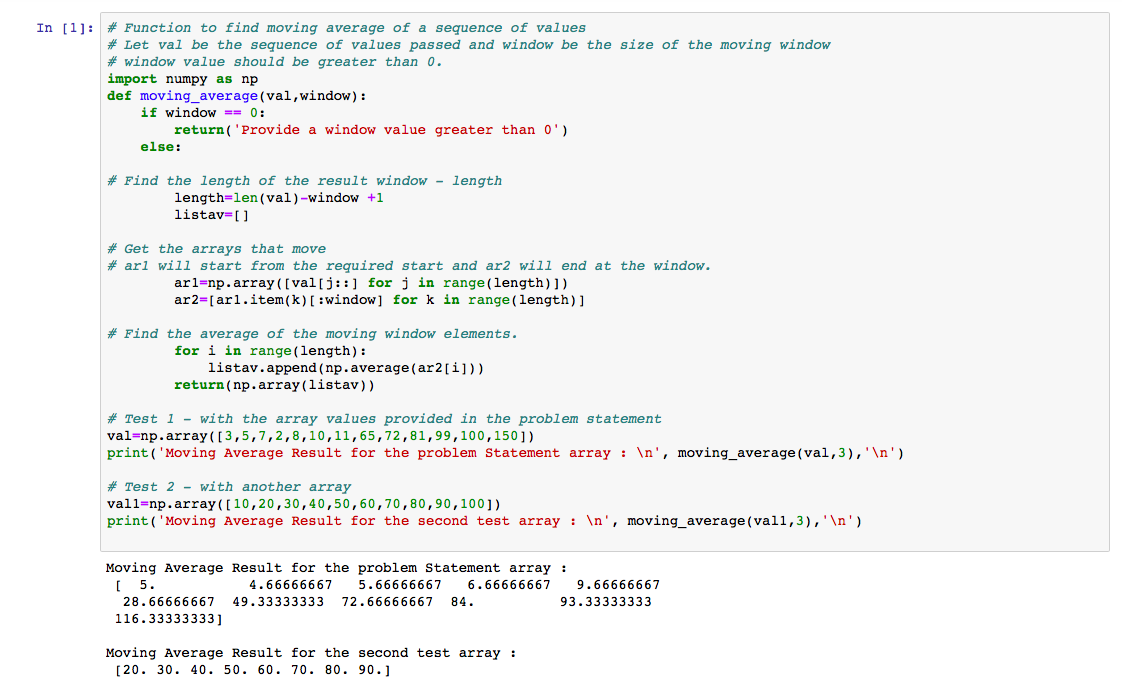 In [1]: # Function to find moving average of a sequence of values
# Let val be the sequence of values passed and window be the size of the moving window
# window value should be greater than 0.
import numpy as np
def moving_average(val,window):
    if window == 0:
        return('Provide a window value greater than 0')
    else:

# Find the length of the result window - length
        length=len(val)-window +1
        listav=[]

# Get the arrays that move
# ar1 will start from the required start and ar2 will end at the window.
        ar1=np.array([val[j::] for j in range(length)])
        ar2=[ar1.item(k)[:window] for k in range(length)]

# Find the average of the moving window elements.
        for i in range(length):
            listav.append(np.average(ar2[i]))
        return(np.array(listav))

# Test 1 - with the array values provided in the problem statement
val=np.array([3,5,7,2,8,10,11,65,72,81,99,100,150])
print('Moving Average Result for the problem Statement array : \n', moving_average(val,3),'\n')

# Test 2 - with another array
val1=np.array([10,20,30,40,50,60,70,80,90,100])
print('Moving Average Result for the second test array : \n', moving_average(val1,3),'\n')

Moving Average Result for the problem Statement array :
 [  5.           4.66666667   5.66666667   6.66666667   9.66666667
  28.66666667  49.33333333  72.66666667  84.          93.33333333
 116.33333333]

Moving Average Result for the second test array :
 [20. 30. 40. 50. 60. 70. 80. 90.]